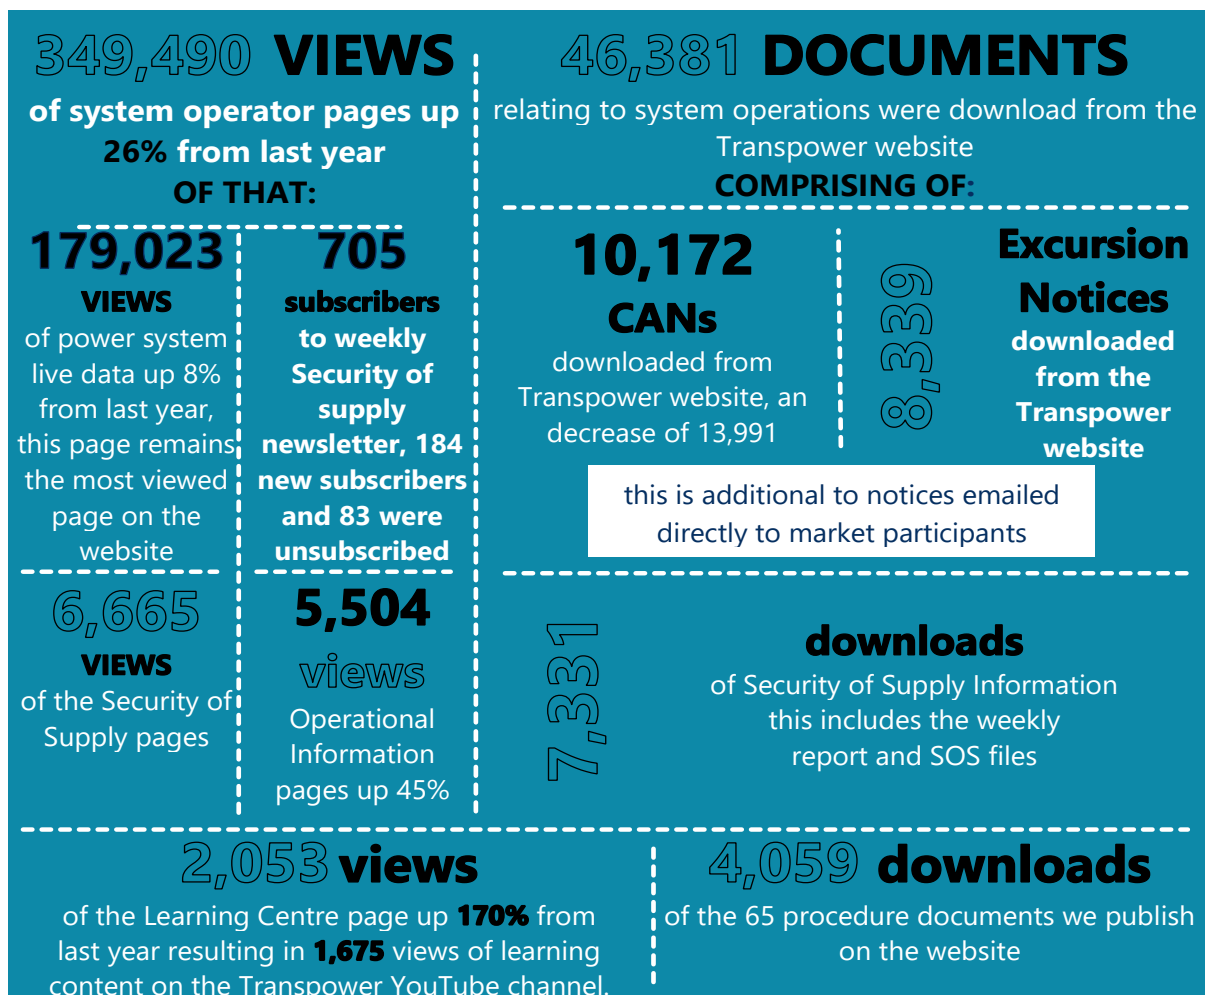 349,490 VIEWS
of system operator pages up
26% from last year
OF THAT:
179,023
VIEWS
of power system
live data up 8%
from last year,
this page remains
the most viewed
page on the
website
705
subscribers
to weekly
Security of
supply
newsletter, 184
new subscribers
and 83 were
unsubscribed
6,665
VIEWS
of the Security of
Supply pages
5,504
views
Operational
Information
pages up 45%
46,381 DOCUMENTS
relating to system operations were download from the
Transpower website
COMPRISING OF:
10,172
CANs
downloaded from
Transpower website, an
decrease of 13,991
8,339
Excursion
Notices
downloaded
from the
Transpower
website
this is additional to notices emailed
directly to market participants
7,331
downloads
of Security of Supply Information
this includes the weekly
report and SOS files
2,053 views
of the Learning Centre page up 170% from
last year resulting in 1,675 views of learning
content on the Transpower YouTube channel.
4,059 downloads
of the 65 procedure documents we publish
on the website